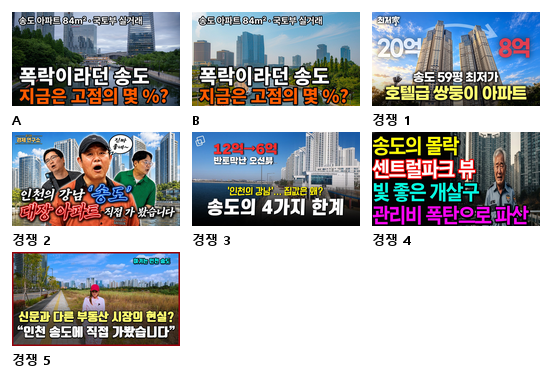 송도 아파트 84m² · 국토부 실거래
폭락이라던 송도
지금은 고점의 몇 %?
A
송도 아파트 84m² · 국토부 실거래
폭락이라던 송도
지금은 고점의 몇 %?
B
최저家
20억
8억
송도 59평 최저가
호텔급 쌍둥이 아파트
경쟁 1
경제 연구소
인천의 강남 '송도'
대장 아파트 직접 가 봤습니다
경쟁 2
12억→6억
반토막난 오션뷰
'인천의 강남'... 집값은 왜?
송도의 4가지 한계
경쟁 3
송도의 몰락
센트럴파크 뷰
빛 좋은 개살구
관리비 폭탄으로 파산
경쟁 4
신문과 다른 부동산 시장의 현실?
"인천 송도에 직접 가봤습니다"
경쟁 5